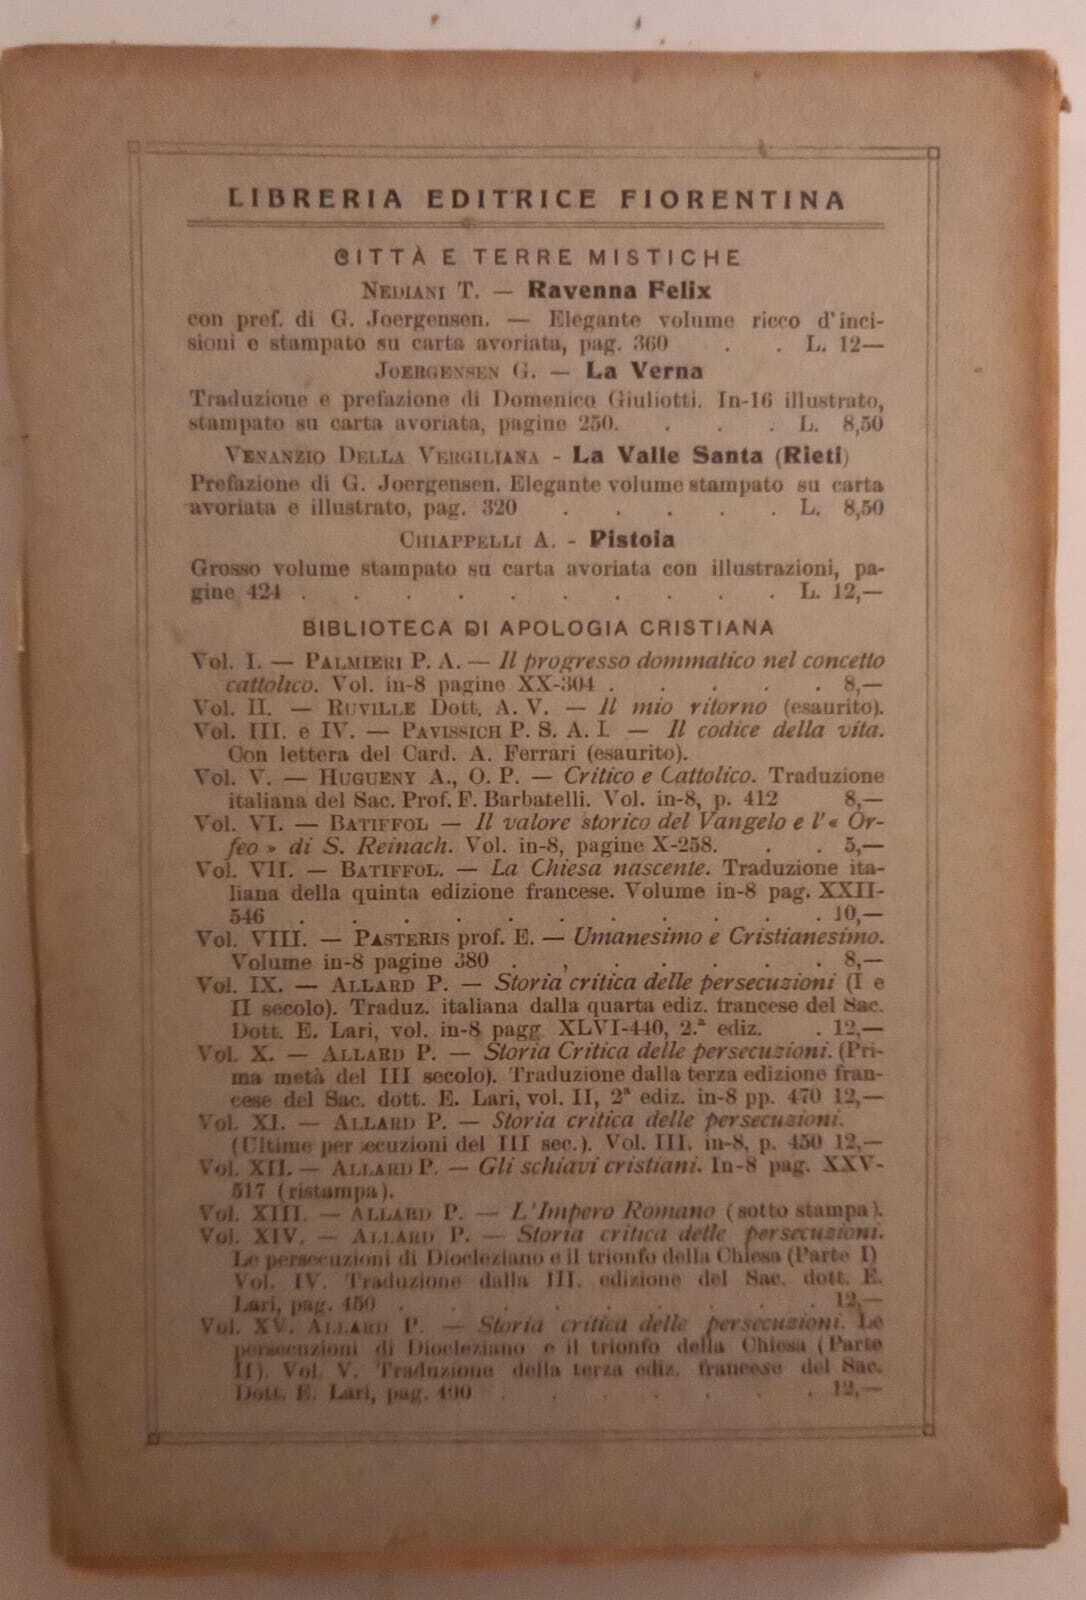 LIBRERIA EDITRICE FIORENTINA
CITTÀ E TERRE MISTICHE
NEDIANI T. — Ravenna Felix
con pref. di G. Joergensen. — Elegante volume ricco d'inci-
sioni e stampato su carta avoriata, pag. 360 . . L. 12—
JOERGENSEN G. — La Verna
Traduzione e prefazione di Domenico Giuliotti. In-16 illustrato,
stampato su carta avoriata, pagine 250. . . . L. 8,50
VENANZIO DELLA VERGILIANA - La Valle Santa (Rieti)
Prefazione di G. Joergensen. Elegante volume stampato su carta
avoriata e illustrato, pag. 320 . . . . . L. 8,50
CHIAPPELLI A. - Pistoia
Grosso volume stampato su carta avoriata con illustrazioni, pa-
gine 424 . . . . . . . . . . L. 12,—
BIBLIOTECA DI APOLOGIA CRISTIANA
Vol. I. — PALMIERI P. A. — Il progresso dommatico nel concetto
cattolico. Vol. in-8 pagine XX-304 . . . . . 8,—
Vol. II. — RUVILLE Dott. A. V. — Il mio ritorno (esaurito).
Vol. III. e IV. — PAVISSICH P. S. A. I. — Il codice della vita.
Con lettera del Card. A. Ferrari (esaurito).
Vol. V. — HUGUENY A., O. P. — Critico e Cattolico. Traduzione
italiana del Sac. Prof. F. Barbatelli. Vol. in-8, p. 412 8,—
Vol. VI. — BATIFFOL — Il valore storico del Vangelo e l'« Or-
feo » di S. Reinach. Vol. in-8, pagine X-258. . . 5,—
Vol. VII. — BATIFFOL. — La Chiesa nascente. Traduzione ita-
liana della quinta edizione francese. Volume in-8 pag. XXII-
546 . . . . . . . . . . . 10,—
Vol. VIII. — PASTERIS prof. E. — Umanesimo e Cristianesimo.
Volume in-8 pagine 380 . , . . . . . 8,—
Vol. IX. — ALLARD P. — Storia critica delle persecuzioni (I e
II secolo). Traduz. italiana dalla quarta ediz. francese del Sac.
Dott. E. Lari, vol. in-8 pagg. XLVI-440, 2.ª ediz. . 12,—
Vol. X. — ALLARD P. — Storia Critica delle persecuzioni. (Pri-
ma metà del III secolo). Traduzione dalla terza edizione fran-
cese del Sac. dott. E. Lari, vol. II, 2ª ediz. in-8 pp. 470 12,—
Vol. XI. — ALLARD P. — Storia critica delle persecuzioni.
(Ultime persecuzioni del III sec.). Vol. III. in-8, p. 450 12,—
Vol. XII. — ALLARD P. — Gli schiavi cristiani. In-8 pag. XXV-
517 (ristampa).
Vol. XIII. — ALLARD P. — L'Impero Romano (sotto stampa).
Vol. XIV. — ALLARD P. — Storia critica delle persecuzioni.
Le persecuzioni di Diocleziano e il trionfo della Chiesa (Parte I)
Vol. IV. Traduzione dalla III. edizione del Sac. dott. E.
Lari, pag. 450 . . . . . . . . . 12,—
Vol. XV. ALLARD P. — Storia critica delle persecuzioni. Le
persecuzioni di Diocleziano e il trionfo della Chiesa (Parte
II). Vol. V. Traduzione della terza ediz. francese del Sac.
Dott. E. Lari, pag. 490 . . . . . . . 12,—